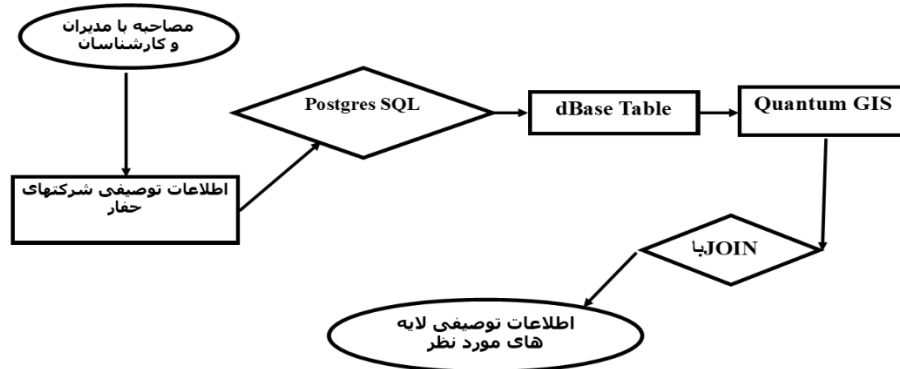 مصاحبه با مدیران
و کارشناسان
اطلاعات توصیفی شرکتهای
حفار
Postgres SQL
dBase Table
Quantum GIS
باJOIN
اطلاعات توصیفی لایه
های مورد نظر